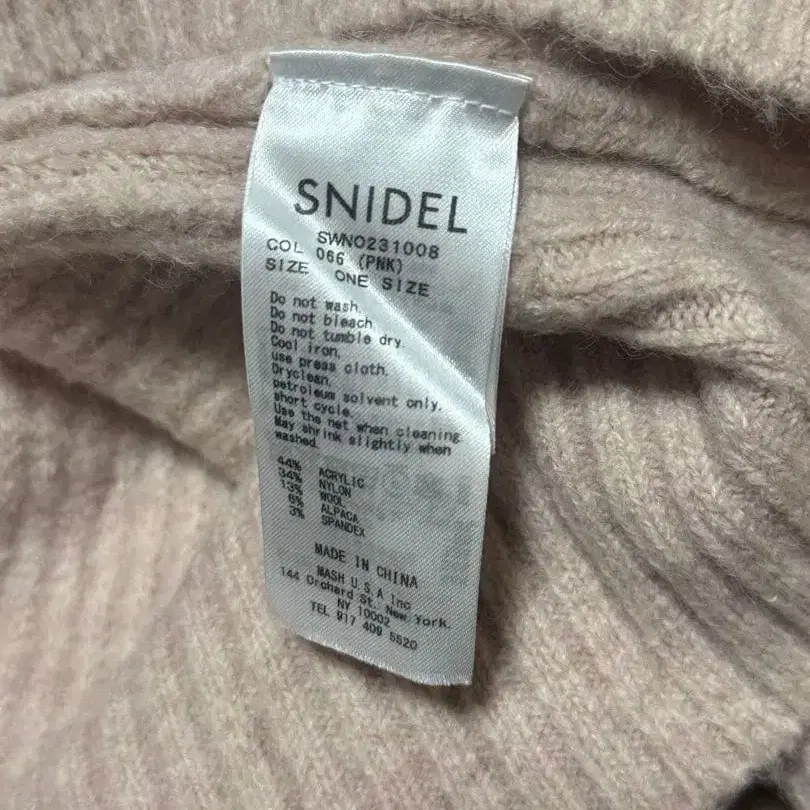 SNIDEL
SWNO231008
COL 066 (PNK)
SIZE ONE SIZE
Do not wash.
Do not bleach.
Do not tumble dry.
Cool iron,
use press cloth.
Dryclean,
petroleum solvent only,
short cycle.
Use the net when cleaning
May shrink slightly when
washed.
44% ACRYLIC
34% NYLON
13% WOOL
6% ALPACA
3% SPANDEX
MADE IN CHINA
MASH U.S.A Inc
144 Orchard St. New York.
NY 10002
TEL 917 409 5520